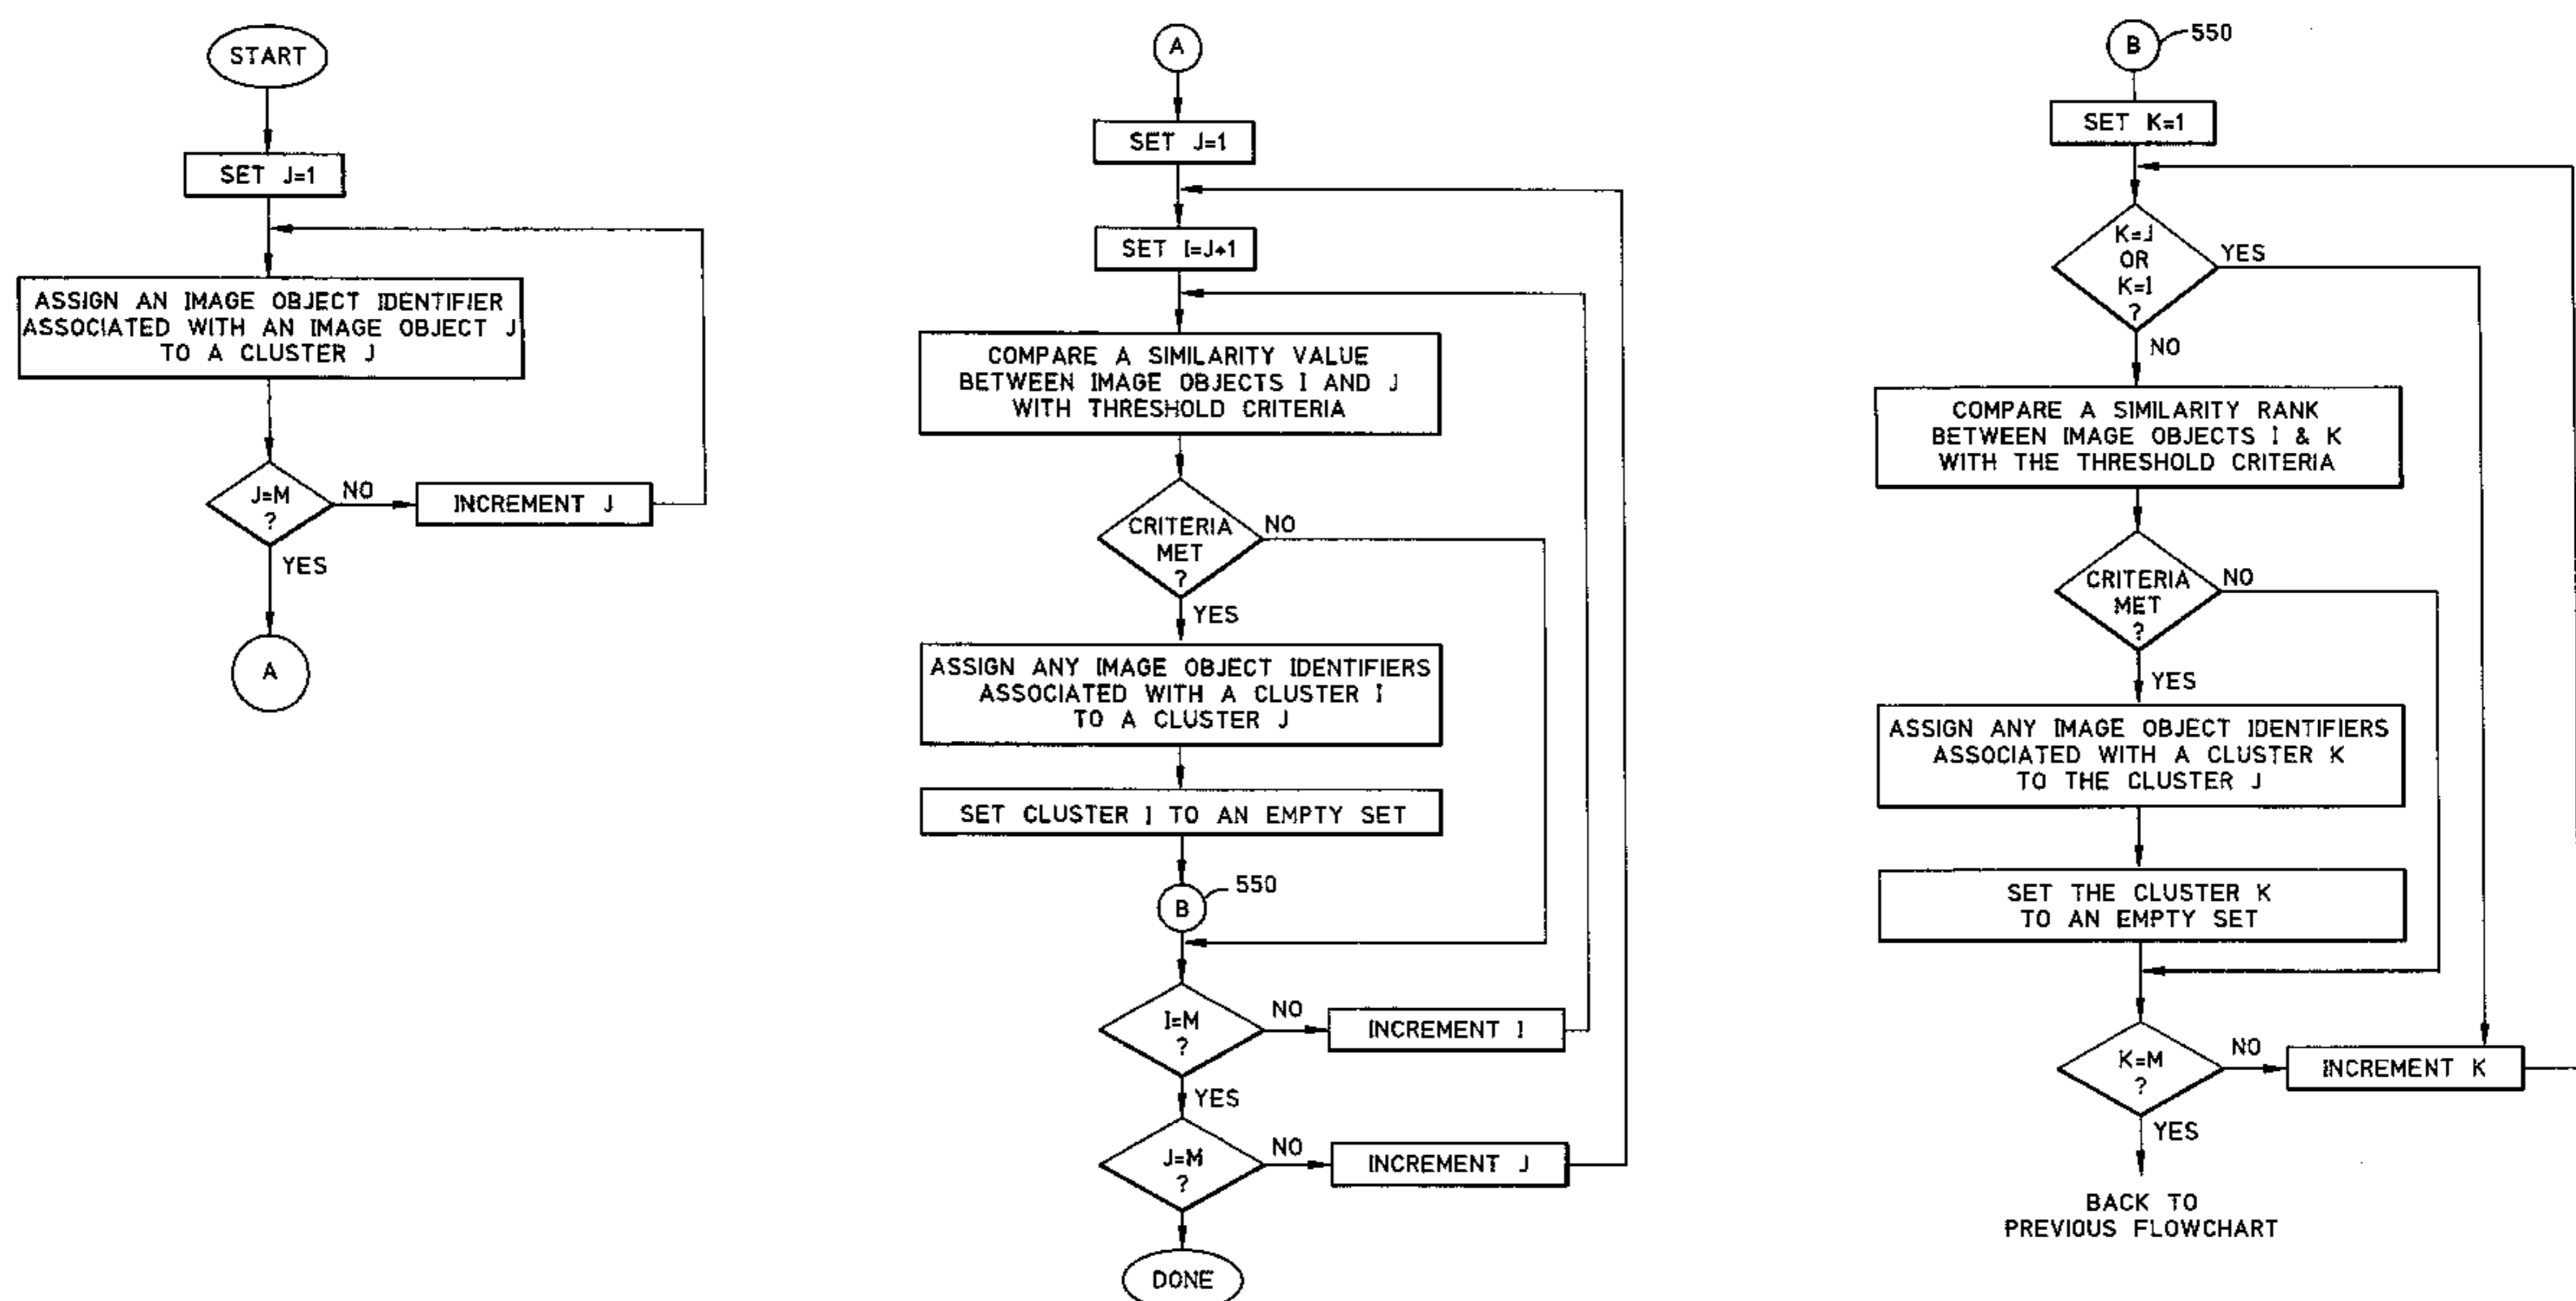 START
SET J=1
ASSIGN AN IMAGE OBJECT IDENTIFIER
ASSOCIATED WITH AN IMAGE OBJECT J
TO A CLUSTER J
J=M
?
NO
INCREMENT J
YES
A
A
SET J=1
SET I=J+1
COMPARE A SIMILARITY VALUE
BETWEEN IMAGE OBJECTS I AND J
WITH THRESHOLD CRITERIA
CRITERIA
MET
?
NO
YES
ASSIGN ANY IMAGE OBJECT IDENTIFIERS
ASSOCIATED WITH A CLUSTER I
TO A CLUSTER J
SET CLUSTER I TO AN EMPTY SET
B
550
I=M
?
NO
INCREMENT I
YES
J=M
?
NO
INCREMENT J
DONE
B
550
SET K=1
K=J
OR
K=I
?
YES
NO
COMPARE A SIMILARITY RANK
BETWEEN IMAGE OBJECTS I & K
WITH THE THRESHOLD CRITERIA
CRITERIA
MET
?
NO
YES
ASSIGN ANY IMAGE OBJECT IDENTIFIERS
ASSOCIATED WITH A CLUSTER K
TO THE CLUSTER J
SET THE CLUSTER K
TO AN EMPTY SET
K=M
?
NO
INCREMENT K
YES
BACK TO
PREVIOUS FLOWCHART